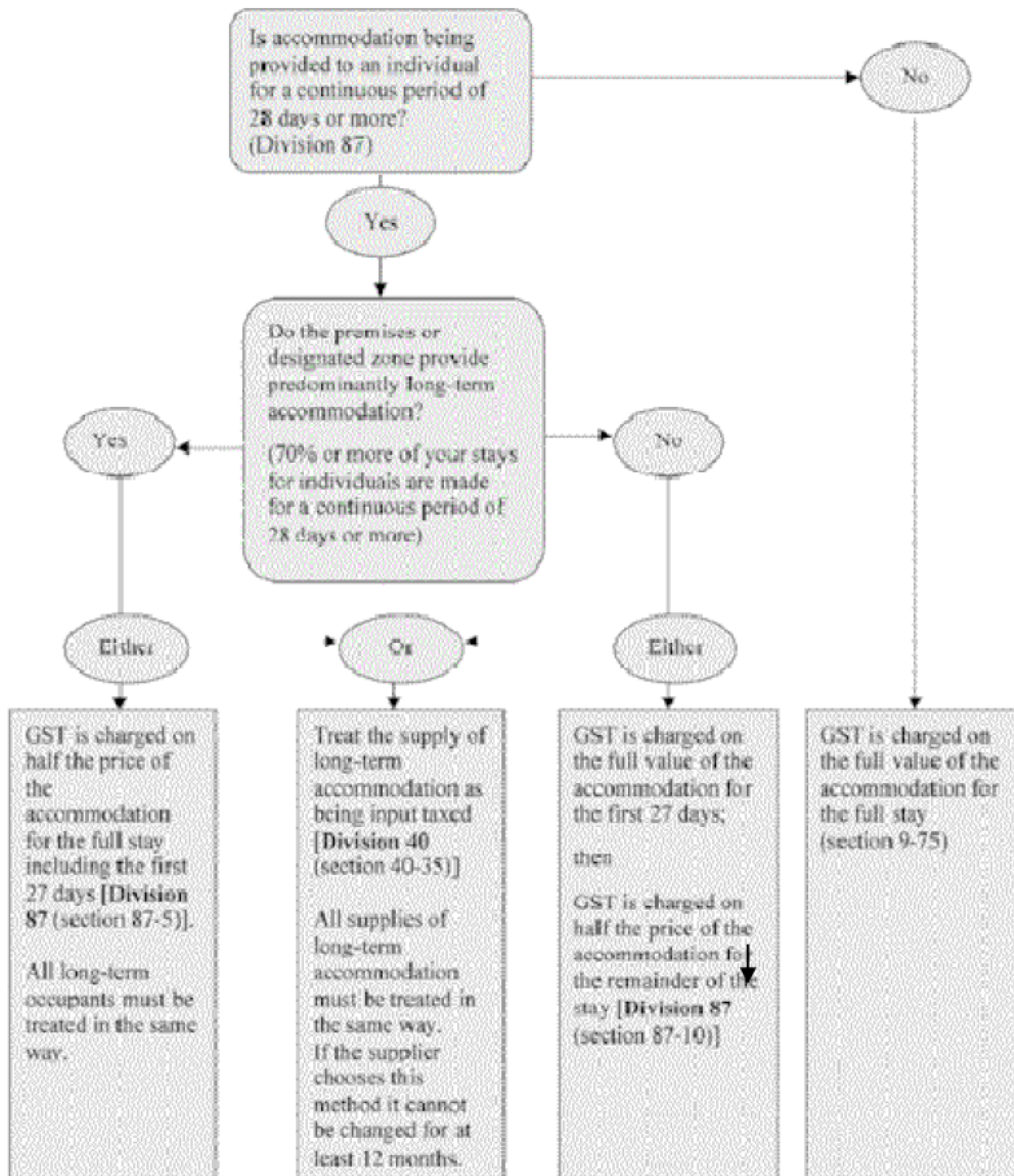 Is accommodation being
provided to an individual
for a continuous period of
28 days or more?
(Division 87)
No
Yes
Do the premises or
designated zone provide
predominantly long-term
accommodation?
(70% or more of your stays
for individuals are made
for a continuous period of
28 days or more)
Yes
No
Either
Or
Either
GST is charged on
half the price of
the
accommodation
for the full stay
including the first
27 days [Division
87 (section 87-5)].
All long-term
occupants must be
treated in the same
way.
Treat the supply of
long-term
accommodation as
being input taxed
[Division 40
(section 40-35)]
All supplies of
long-term
accommodation
must be treated in
the same way.
If the supplier
chooses this
method it cannot
be changed for at
least 12 months.
GST is charged on
the full value of the
accommodation for
the first 27 days;
then
GST is charged on
half the price of the
accommodation for
the remainder of the
stay [Division 87
(section 87-10)]
GST is charged on
the full value of the
accommodation for
the full stay
(section 9-75)